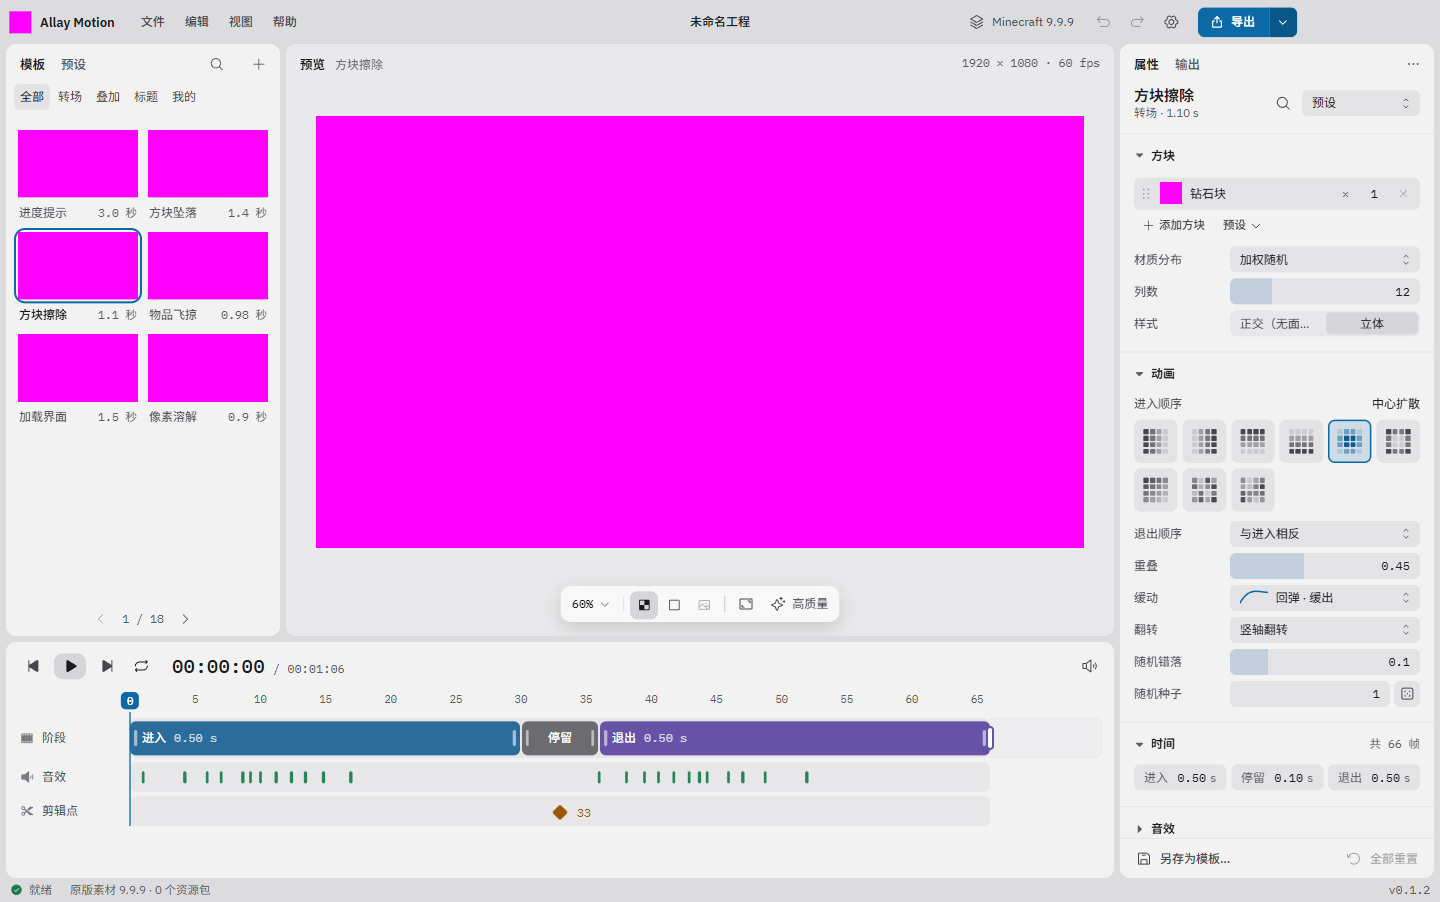 Allay Motion 文件 编辑 视图 帮助 未命名工程 Minecraft 9.9.9 导出
模板 预设
全部 转场 叠加 标题 我的
进度提示 3.0 秒 方块坠落 1.4 秒
方块擦除 1.1 秒 物品飞掠 0.98 秒
加载界面 1.5 秒 像素溶解 0.9 秒
1 / 18
预览 方块擦除 1920 × 1080 · 60 fps
60% 高质量
属性 输出
方块擦除
转场 · 1.10 s
预设
方块
钻石块 × 1 ×
添加方块 预设
材质分布 加权随机
列数 12
样式 正交（无面... 立体
动画
进入顺序 中心扩散
退出顺序 与进入相反
重叠 0.45
缓动 回弹 · 缓出
翻转 竖轴翻转
随机错落 0.1
随机种子 1
时间 共 66 帧
进入 0.50 s 停留 0.10 s 退出 0.50 s
音效
另存为模板... 全部重置
00:00:00 / 00:01:06
0 5 10 15 20 25 30 35 40 45 50 55 60 65
阶段 进入 0.50 s 停留 退出 0.50 s
音效
剪辑点 33
就绪 原版素材 9.9.9 · 0 个资源包 v0.1.2